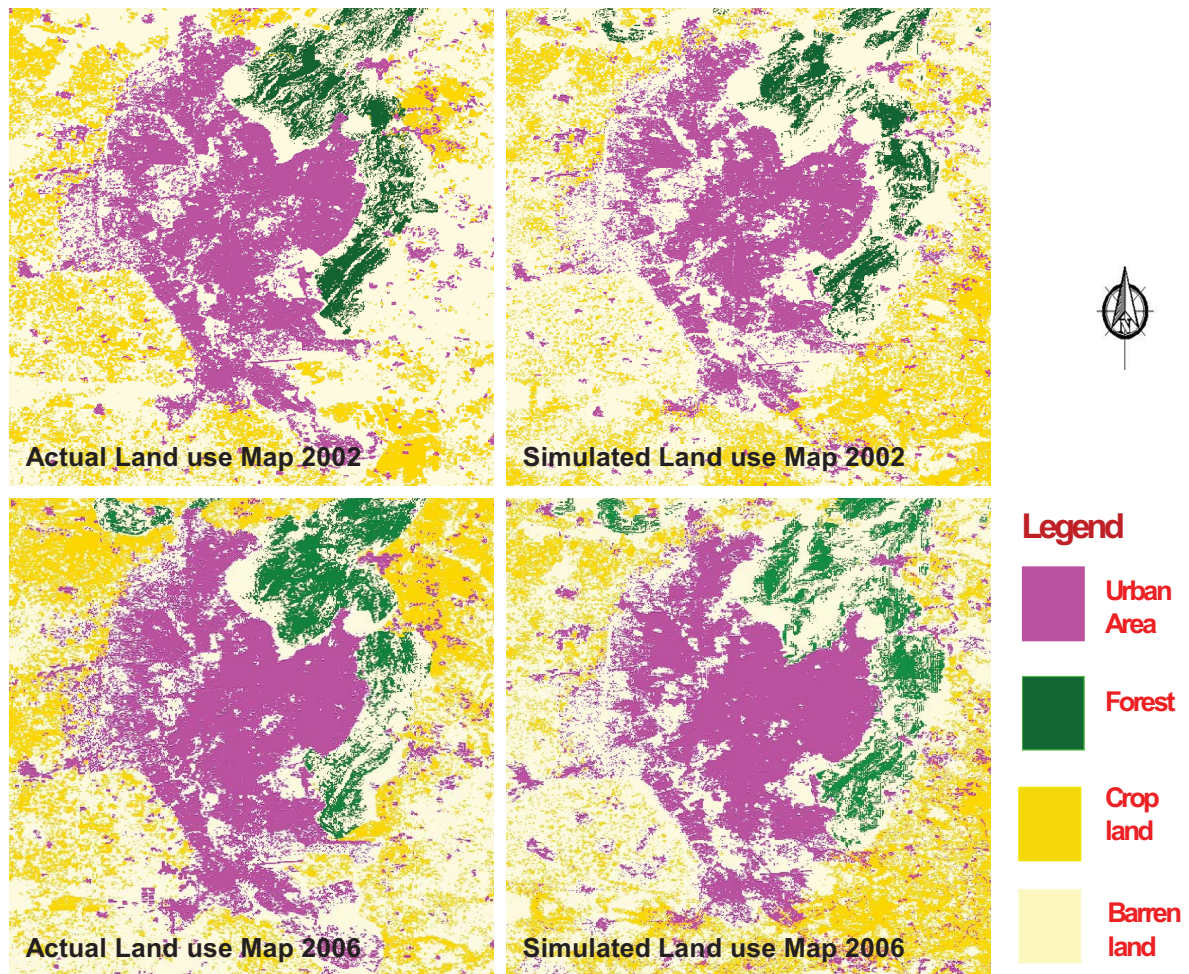 Actual Land use Map 2002
Simulated Land use Map 2002
Actual Land use Map 2006
Simulated Land use Map 2006
N
Legend
Urban
Area
Forest
Crop
land
Barren
land